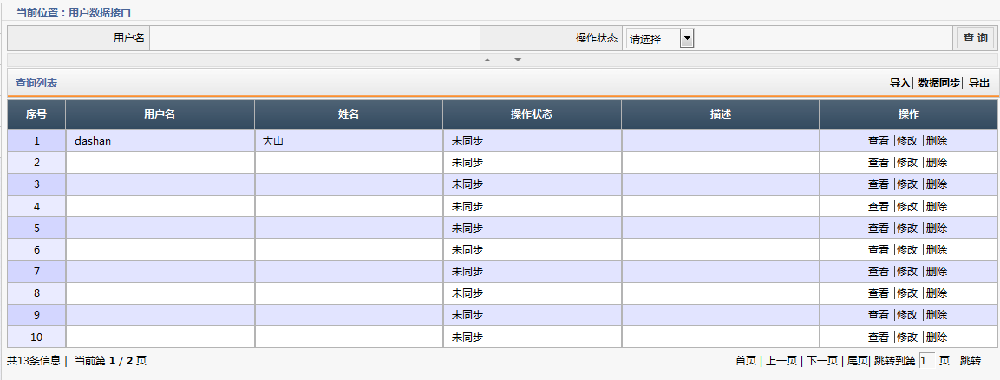 当前位置：用户数据接口
用户名 操作状态 请选择 查 询
查询列表 导入| 数据同步| 导出
序号 用户名 姓名 操作状态 描述 操作
1 dashan 大山 未同步 查看 |修改 |删除
2 未同步 查看 |修改 |删除
3 未同步 查看 |修改 |删除
4 未同步 查看 |修改 |删除
5 未同步 查看 |修改 |删除
6 未同步 查看 |修改 |删除
7 未同步 查看 |修改 |删除
8 未同步 查看 |修改 |删除
9 未同步 查看 |修改 |删除
10 未同步 查看 |修改 |删除
共13条信息 | 当前第 1 / 2 页 首页 | 上一页 | 下一页 | 尾页| 跳转到第 1 页 跳转